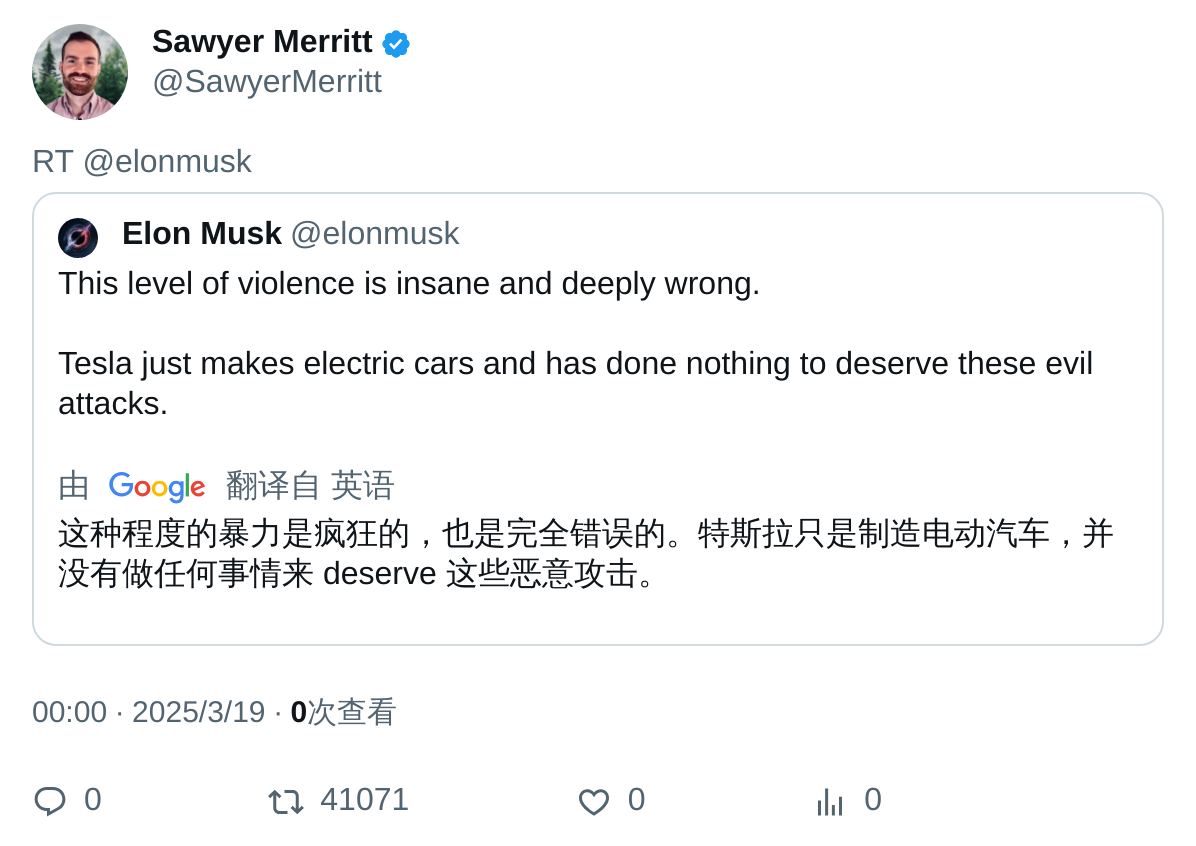 Sawyer Merritt
@SawyerMerritt
RT @elonmusk
Elon Musk @elonmusk
This level of violence is insane and deeply wrong.
Tesla just makes electric cars and has done nothing to deserve these evil
attacks.
由 Google 翻译自 英语
这种程度的暴力是疯狂的，也是完全错误的。特斯拉只是制造电动汽车，并
没有做任何事情来 deserve 这些恶意攻击。
00:00 · 2025/3/19 · 0次查看
0 41071 0 0